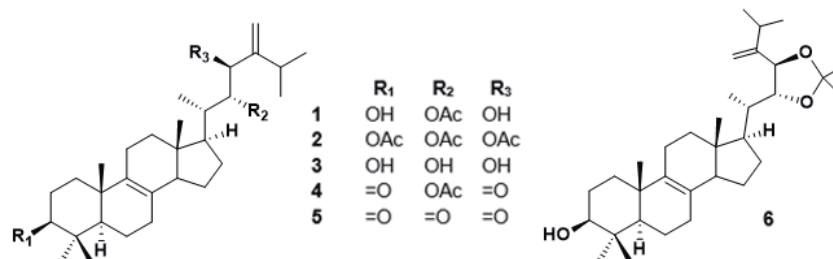 R₃
R₂
H
H
R₁
R₁ R₂ R₃
1 OH OAc OH
2 OAc OAc OAc
3 OH OH OH
4 =O OAc =O
5 =O =O =O
O
O
H
H
HO
6